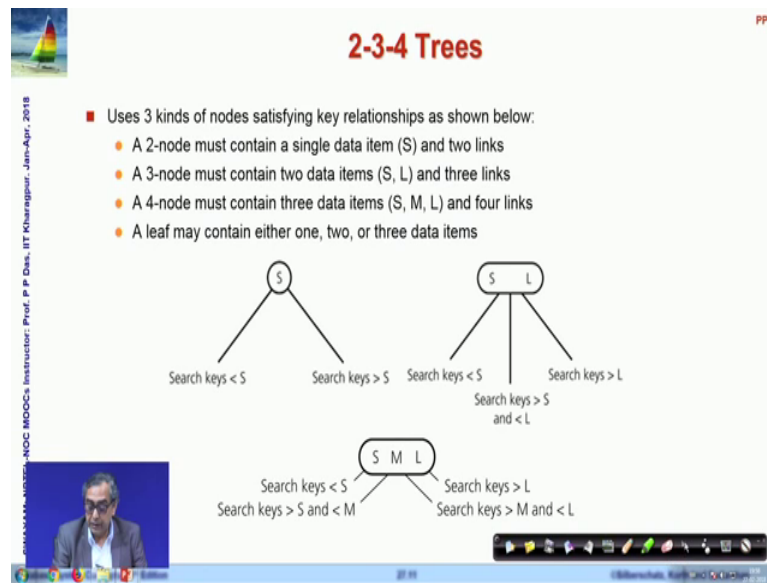 PP
2-3-4 Trees
Uses 3 kinds of nodes satisfying key relationships as shown below:
A 2-node must contain a single data item (S) and two links
A 3-node must contain two data items (S, L) and three links
A 4-node must contain three data items (S, M, L) and four links
A leaf may contain either one, two, or three data items
S
Search keys < S
Search keys > S
S L
Search keys < S
Search keys > S
and < L
Search keys > L
S M L
Search keys < S
Search keys > S and < M
Search keys > L
Search keys > M and < L
SWAYAM: NPTEL-NOC MOOCs Instructor: Prof. P P Das, IIT Kharagpur. Jan-Apr, 2018
Edition
27.11
©Silberschatz,